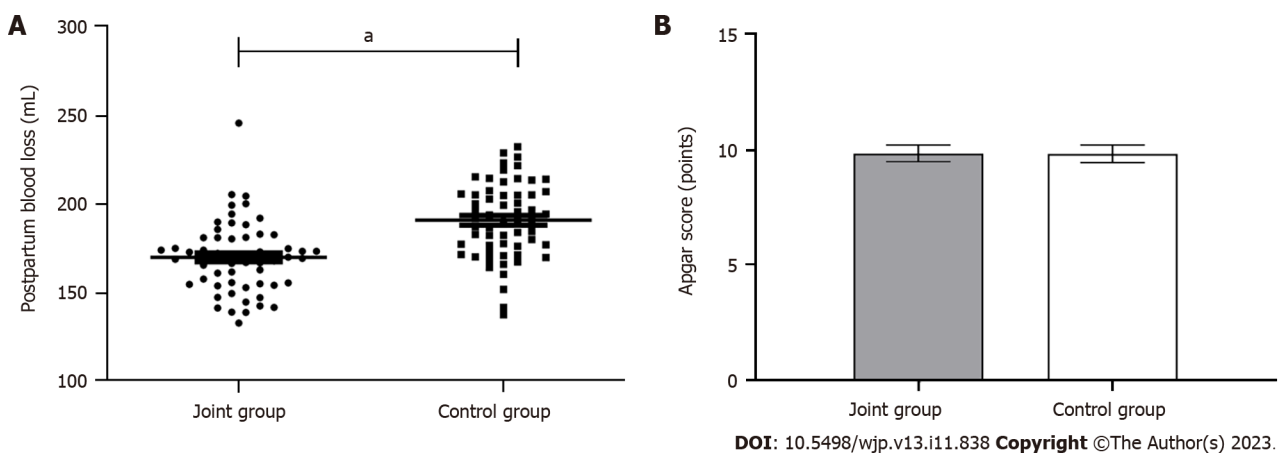 A
Postpartum blood loss (mL)
300
250
200
150
100
a
Joint group
Control group
B
Apgar score (points)
15
10
5
0
Joint group
Control group
DOI: 10.5498/wjp.v13.i11.838 Copyright ©The Author(s) 2023.